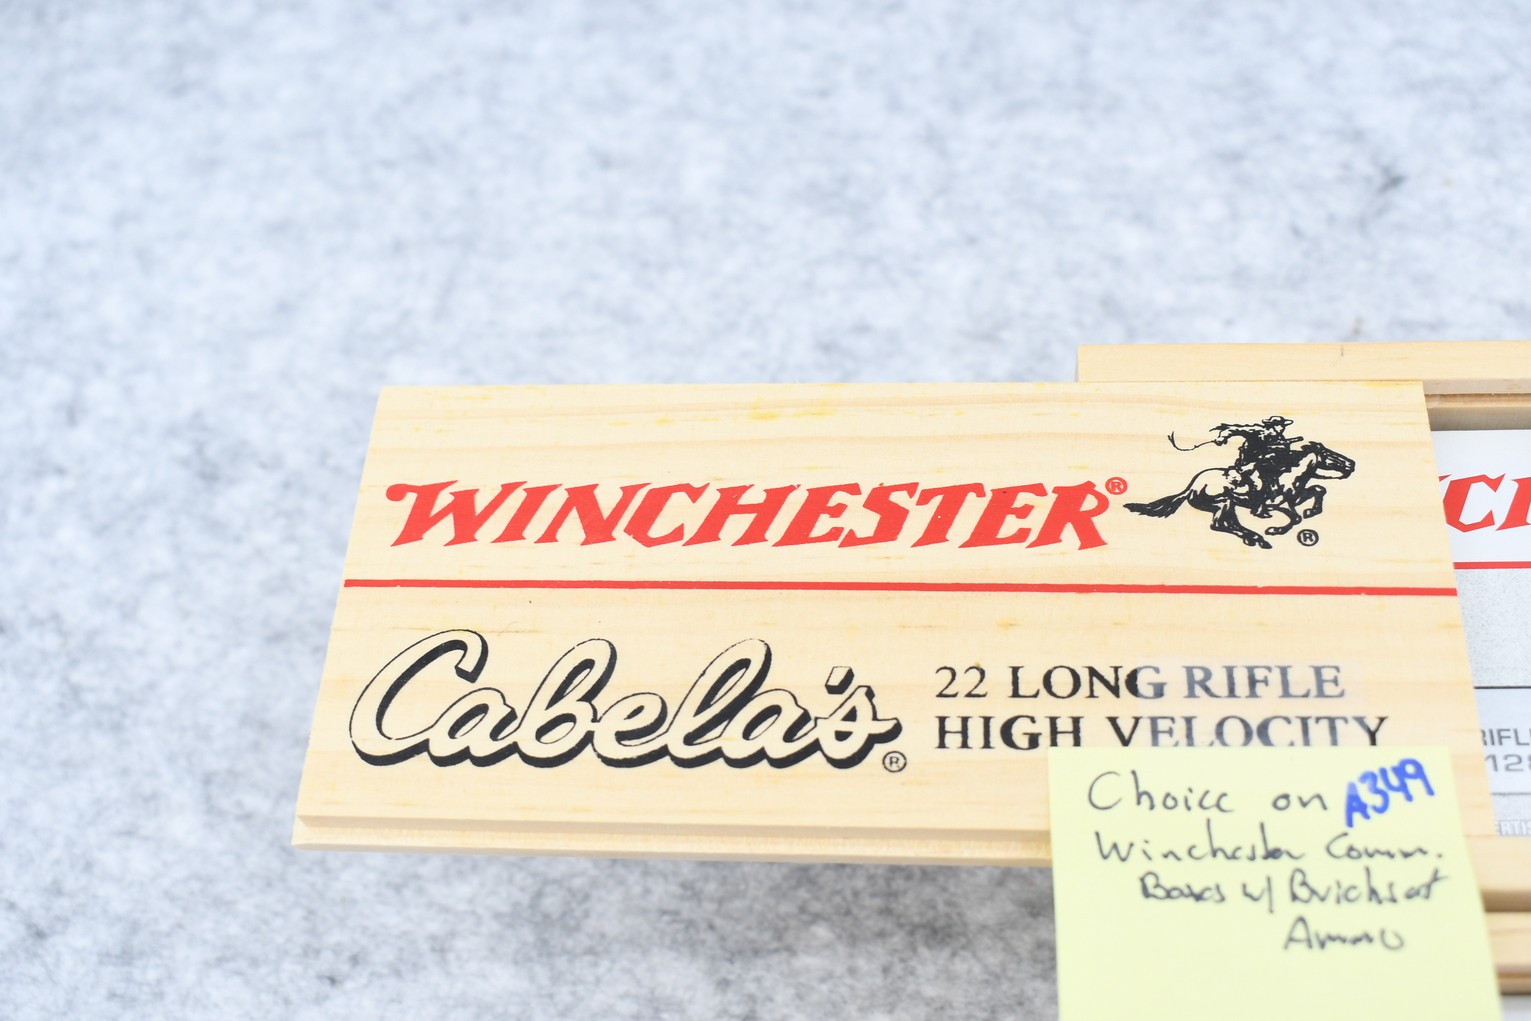 WINCHESTER®
®
Cabela's®
22 LONG RIFLE
HIGH VELOCITY
Choice on A349
Winchester Comm.
Boxes w/ Bricks of
Ammo